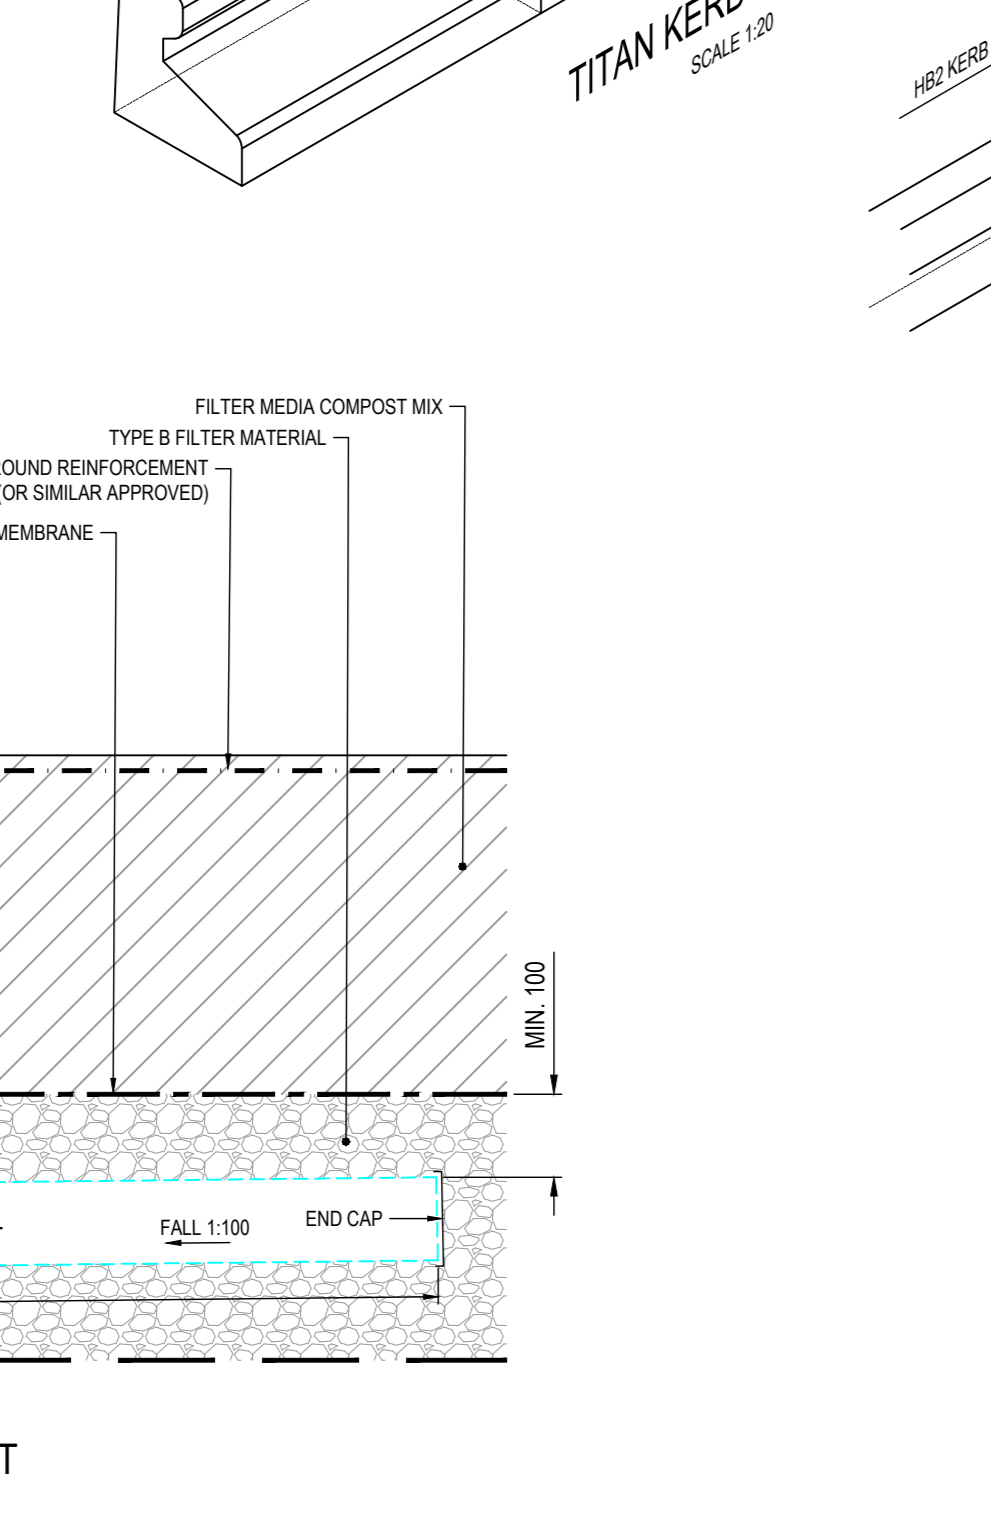 TITAN KERB
SCALE 1:20
HB2 KERB
FILTER MEDIA COMPOST MIX
TYPE B FILTER MATERIAL
OUND REINFORCEMENT
(OR SIMILAR APPROVED)
MEMBRANE
MIN. 100
END CAP
FALL 1:100
T